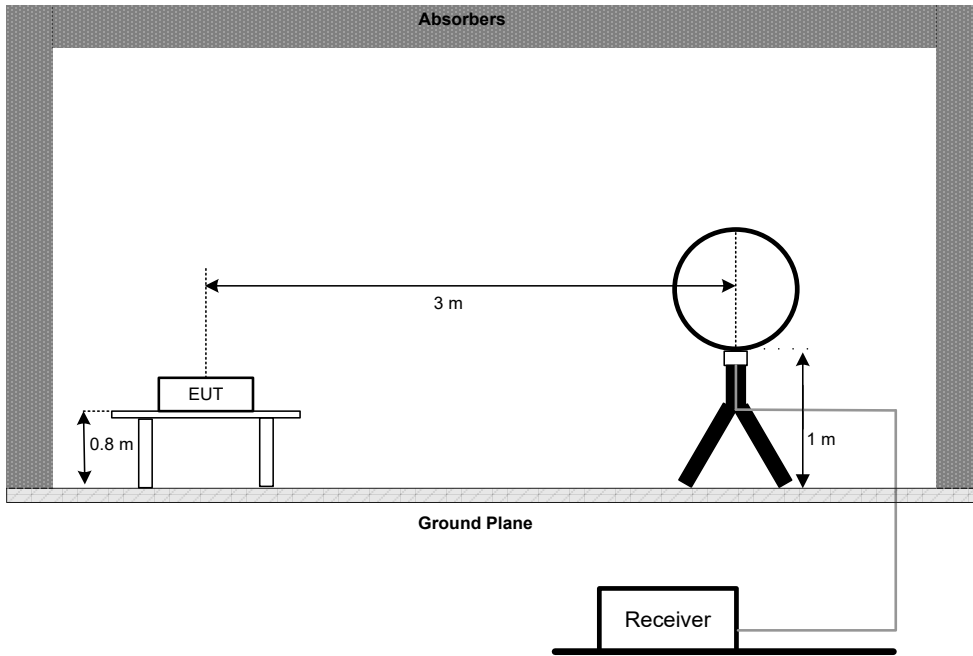 Absorbers
3 m
EUT
0.8 m
1 m
Ground Plane
Receiver